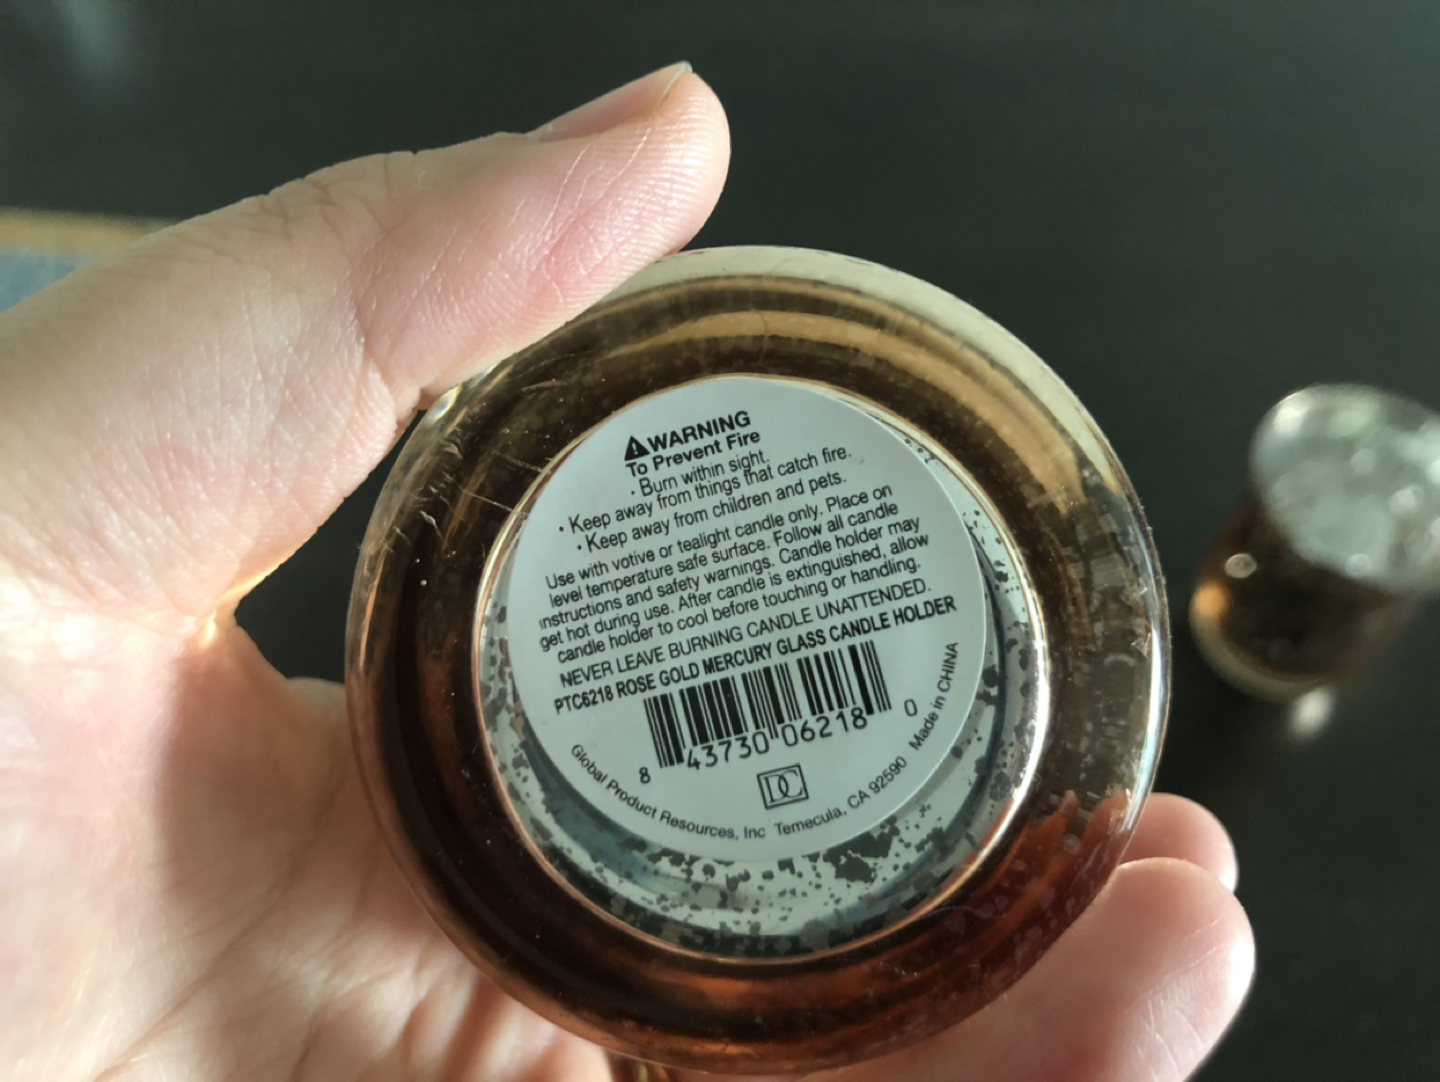 WARNING
To Prevent Fire
· Burn within sight.
· Keep away from things that catch fire.
· Keep away from children and pets.
Use with votive or tealight candle only. Place on
level temperature safe surface. Follow all candle
instructions and safety warnings. Candle holder may
get hot during use. After candle is extinguished, allow
candle holder to cool before touching or handling.
NEVER LEAVE BURNING CANDLE UNATTENDED.
PTC6218 ROSE GOLD MERCURY GLASS CANDLE HOLDER
8 43730 06218 0
DC
Global Product Resources, Inc Temecula, CA 92590 Made in CHINA